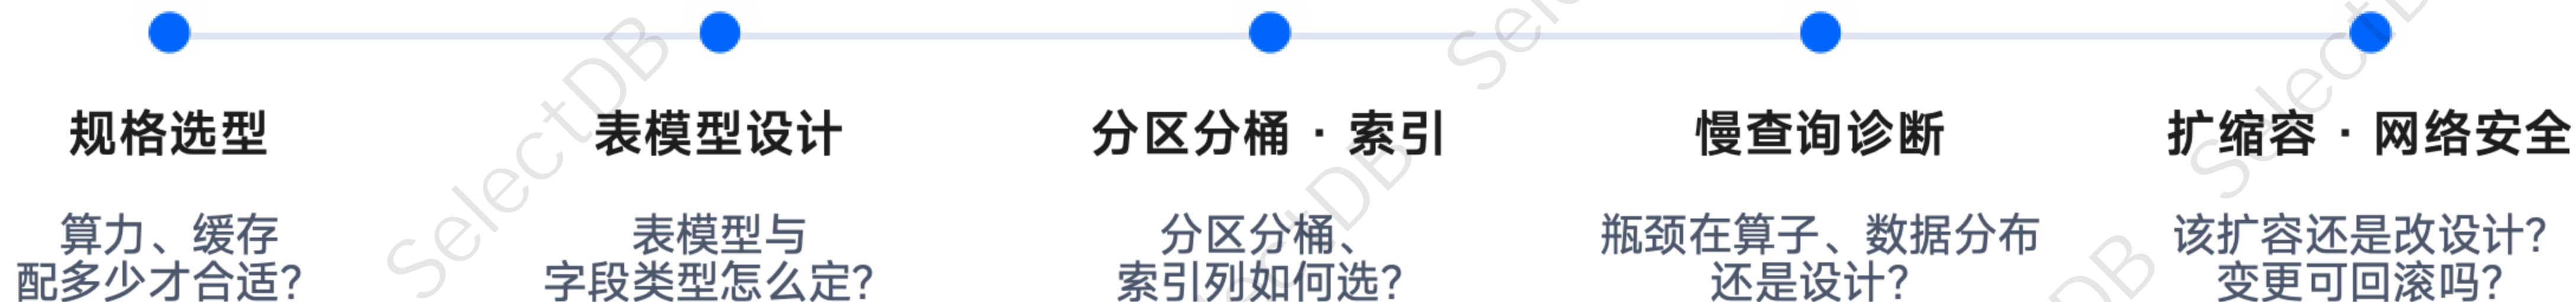 规格选型
算力、缓存
配多少才合适？
表模型设计
表模型与
字段类型怎么定？
分区分桶 · 索引
分区分桶、
索引列如何选？
慢查询诊断
瓶颈在算子、数据分布
还是设计？
扩缩容 · 网络安全
该扩容还是改设计？
变更可回滚吗？
SelectDB
SelectDB
SelectDB
SelectDB